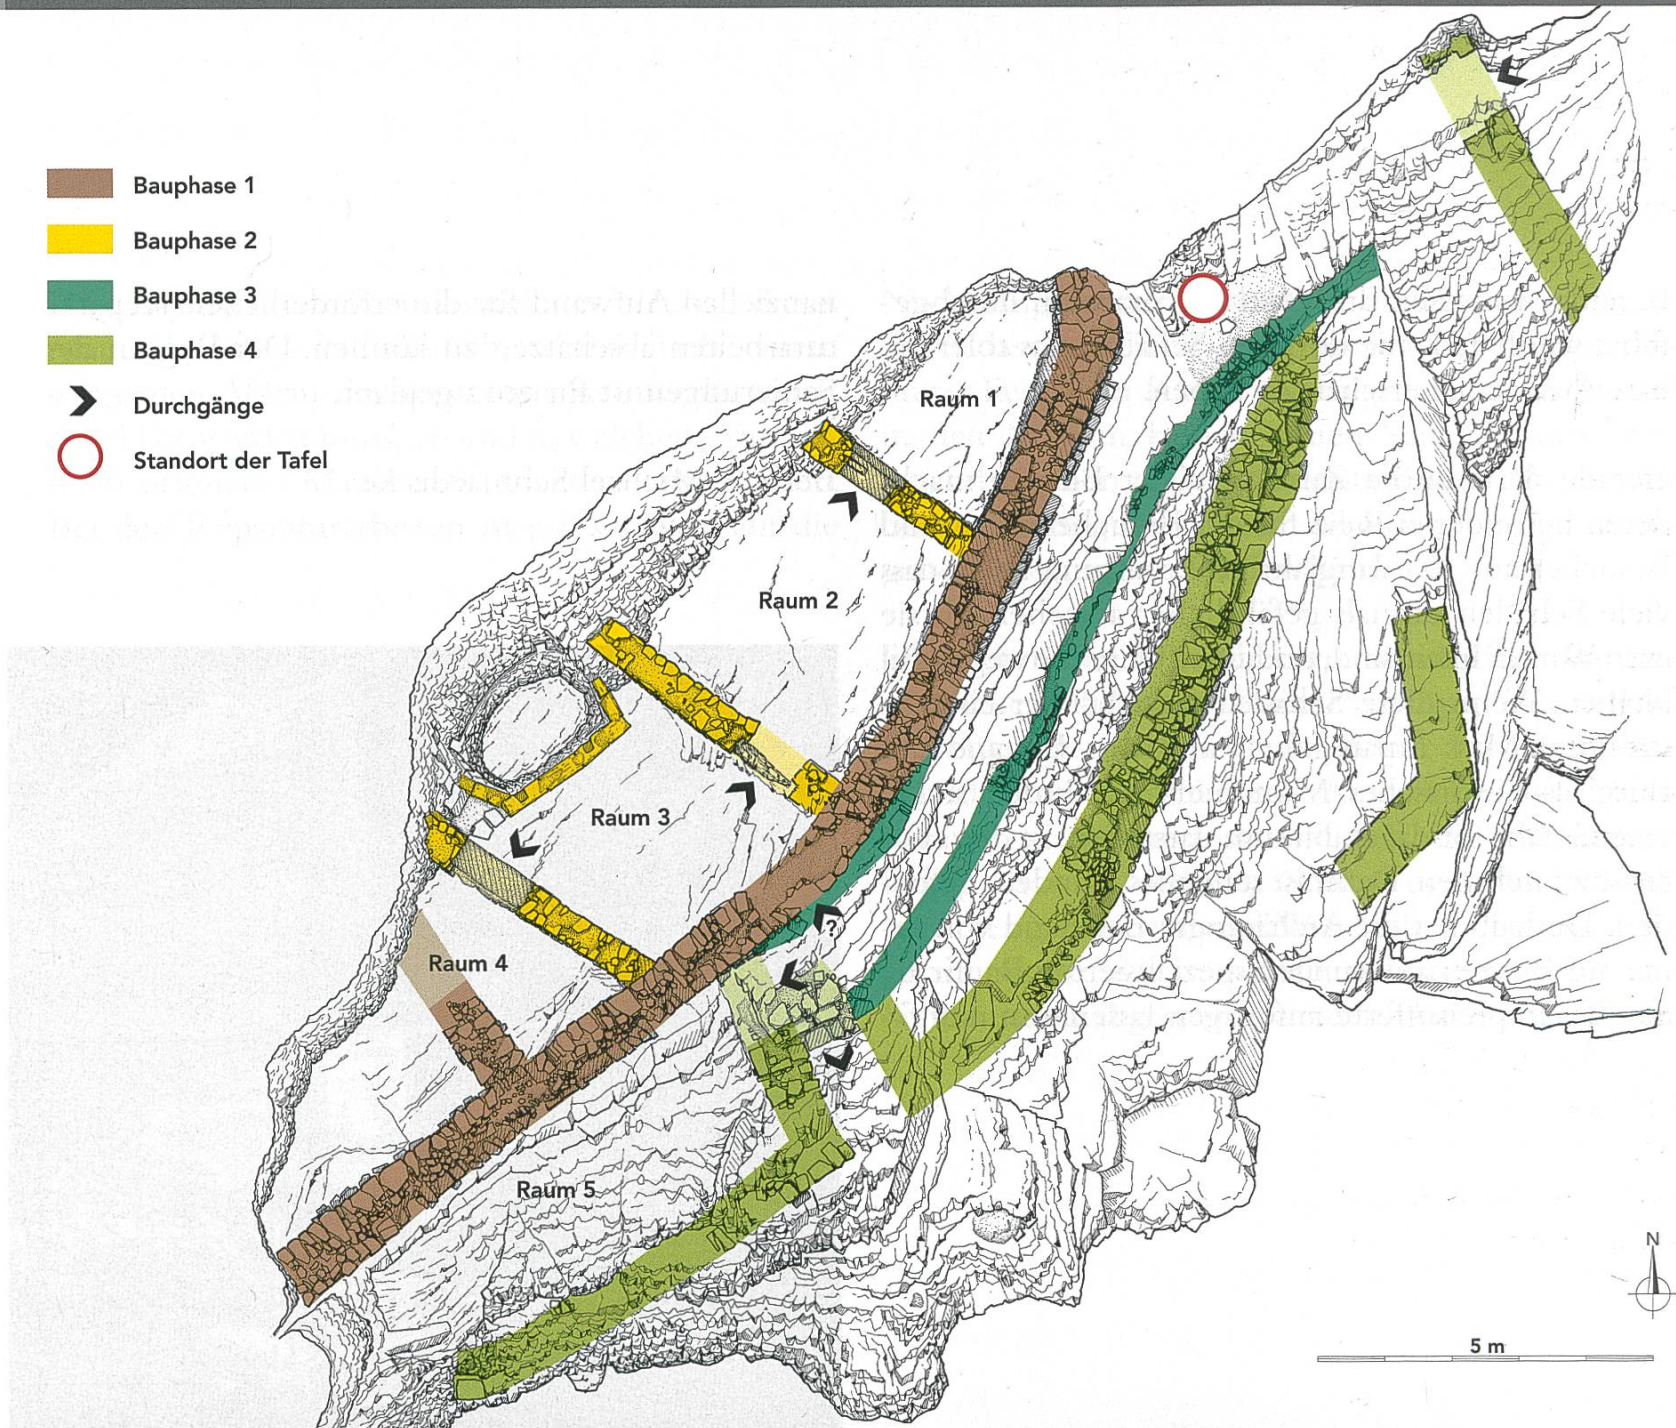 Bauphase 1
Bauphase 2
Bauphase 3
Bauphase 4
Durchgänge
Standort der Tafel
Raum 1
Raum 2
Raum 3
?
Raum 4
Raum 5
N
5 m